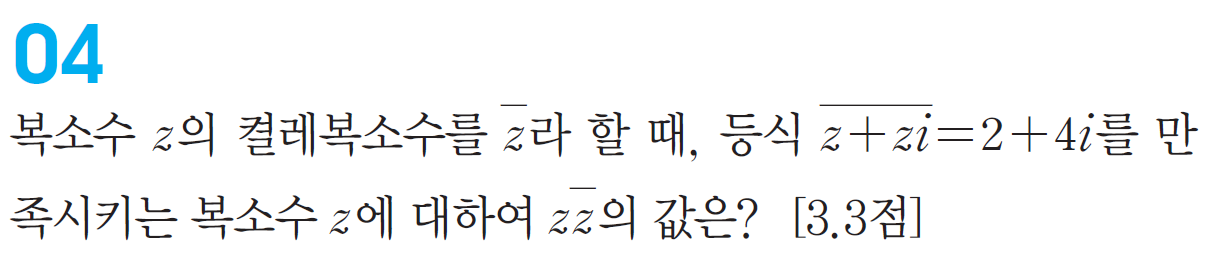 04
복소수 z의 켤레복소수를 z̅라 할 때, 등식 \overline{z+zi}=2+4i를 만
족시키는 복소수 z에 대하여 zz̅의 값은? [3.3점]